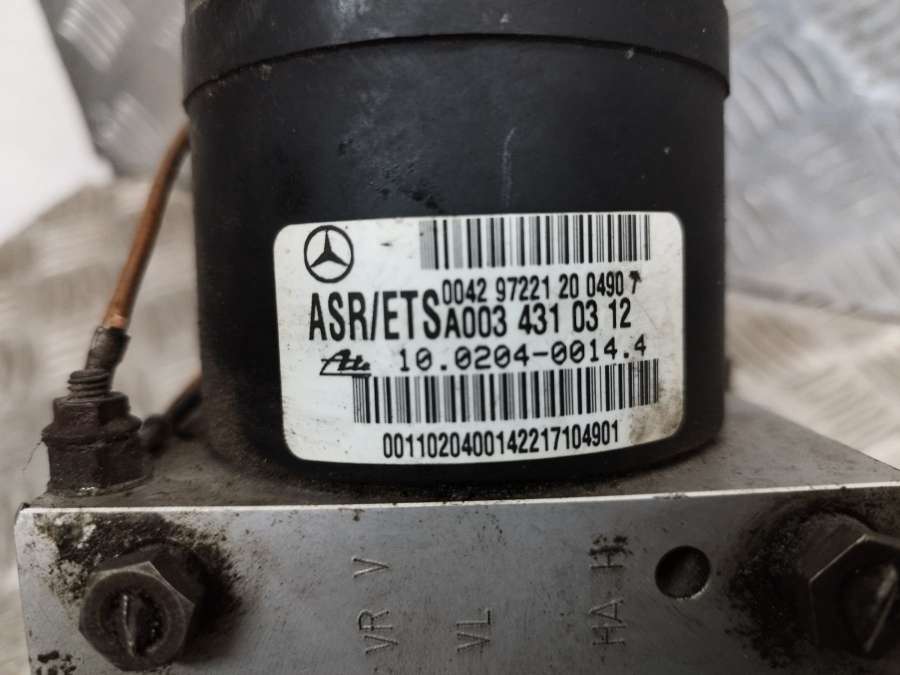 0042 97221 20 0490 7
ASR/ETS A003 431 03 12
Ate 10.0204-0014.4
0011020400142217104901
VR V
VL
HA H